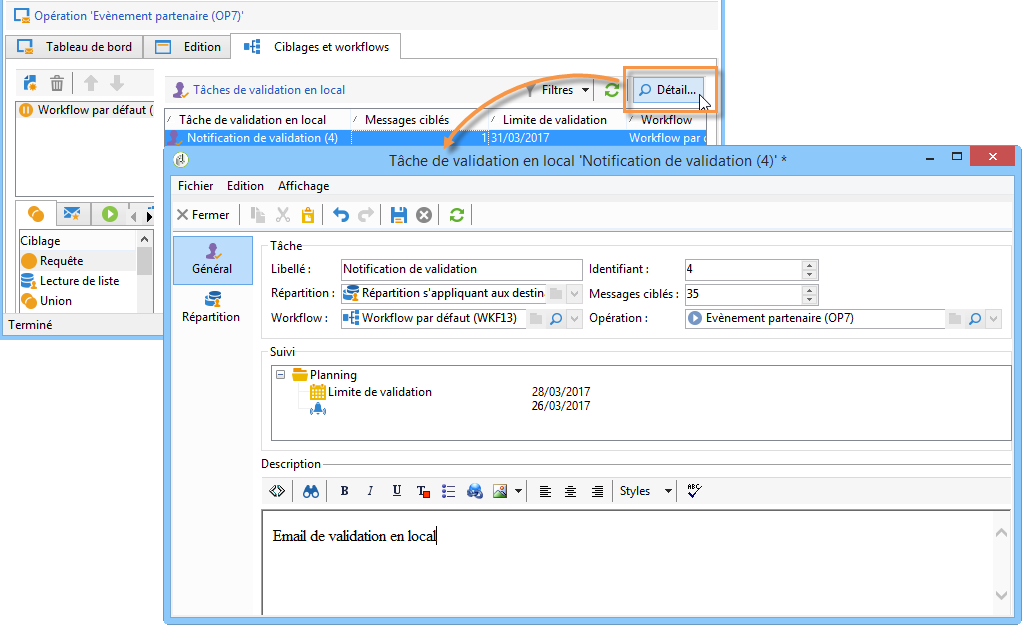 Opération 'Evènement partenaire (OP7)'
Tableau de bord Edition Ciblages et workflows
Tâches de validation en local Filtres Détail...
Workflow par défaut (
Tâche de validation en local Messages ciblés Limite de validation Workflow
Notification de validation (4) 1 31/03/2017 Workflow par d
Ciblage
Requête
Lecture de liste
Union
Terminé
Tâche de validation en local 'Notification de validation (4)' *
Fichier Edition Affichage
Fermer
Général
Répartition
Tâche
Libellé : Notification de validation Identifiant : 4
Répartition : Répartition s'appliquant aux destin Messages ciblés : 35
Workflow : Workflow par défaut (WKF13) Opération : Evènement partenaire (OP7)
Suivi
Planning
Limite de validation 28/03/2017
26/03/2017
Description
B I U T Styles ABC
Email de validation en local